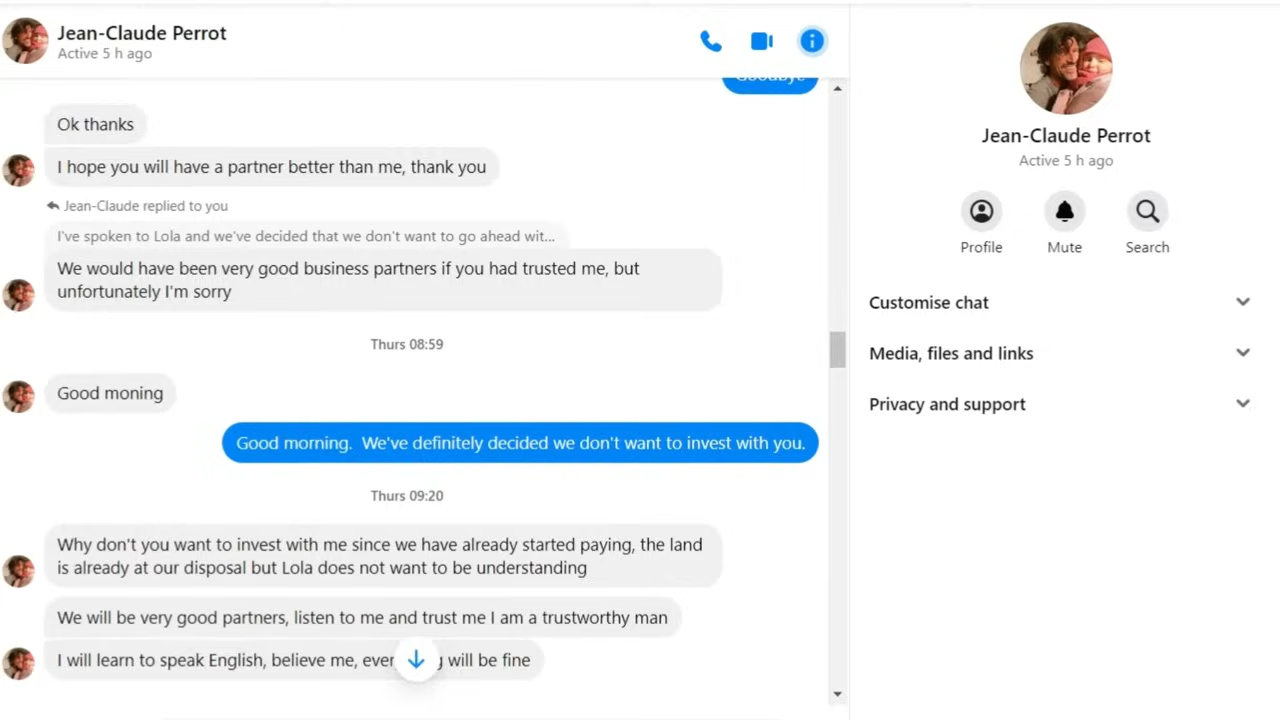 Jean-Claude Perrot
Active 5 h ago
Goodbye
Ok thanks
I hope you will have a partner better than me, thank you
Jean-Claude replied to you
I've spoken to Lola and we've decided that we don't want to go ahead wit...
We would have been very good business partners if you had trusted me, but
unfortunately I'm sorry
Thurs 08:59
Good moning
Good morning.  We've definitely decided we don't want to invest with you.
Thurs 09:20
Why don't you want to invest with me since we have already started paying, the land
is already at our disposal but Lola does not want to be understanding
We will be very good partners, listen to me and trust me I am a trustworthy man
I will learn to speak English, believe me, will be fine
Jean-Claude Perrot
Active 5 h ago
Profile
Mute
Search
Customise chat
Media, files and links
Privacy and support